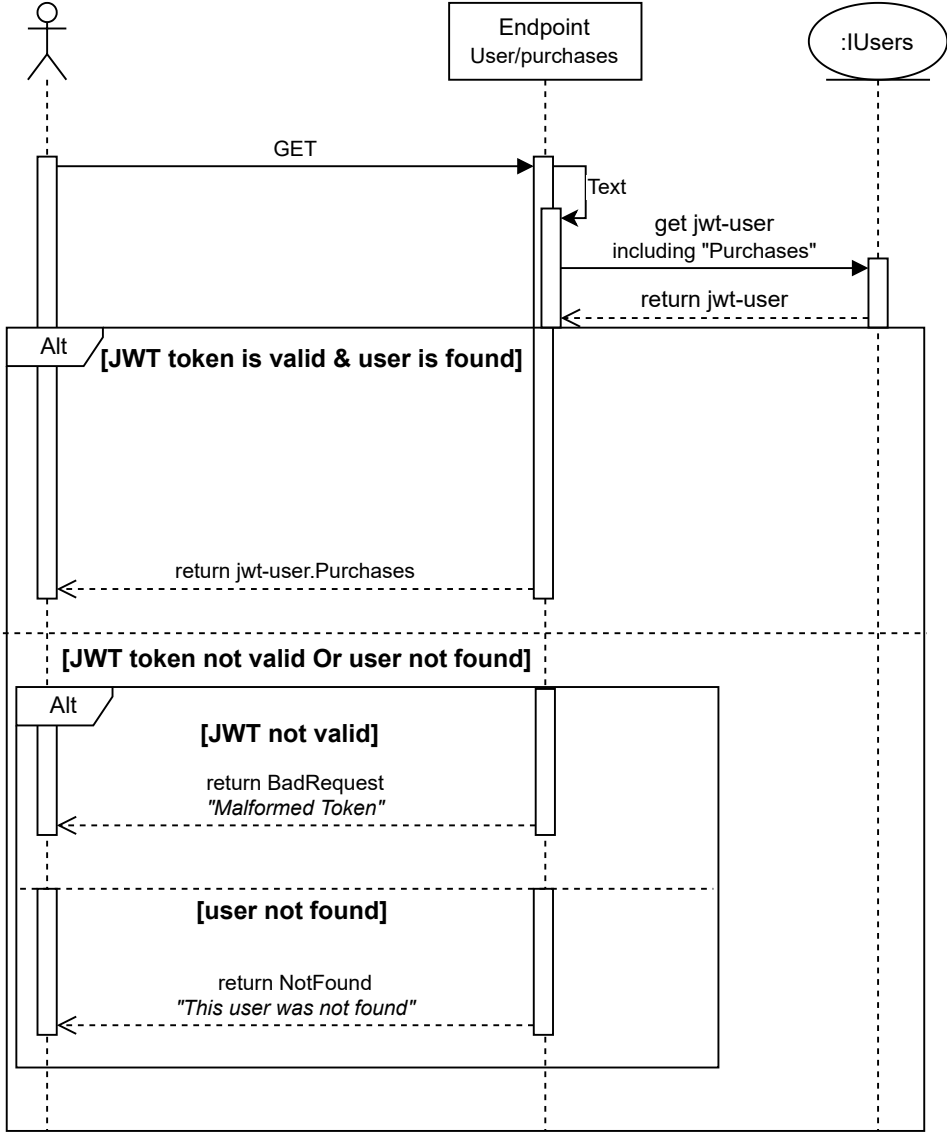 Endpoint
User/purchases
:IUsers
GET
Text
get jwt-user
including "Purchases"
return jwt-user
Alt
[JWT token is valid & user is found]
return jwt-user.Purchases
[JWT token not valid Or user not found]
Alt
[JWT not valid]
return BadRequest
"Malformed Token"
[user not found]
return NotFound
"This user was not found"